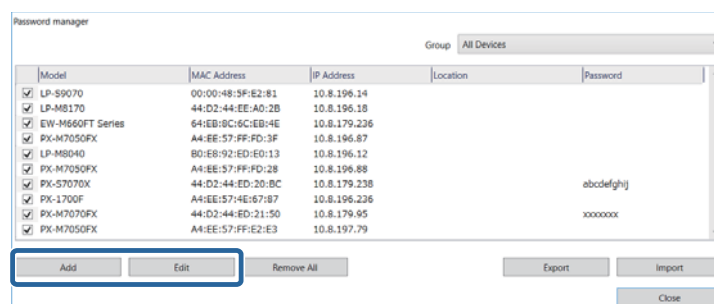 Password manager
Group All Devices
Model MAC Address IP Address Location Password
LP-S9070 00:00:48:5F:E2:81 10.8.196.14
LP-M8170 44:D2:44:EE:A0:2B 10.8.196.18
EW-M660FT Series 64:EB:8C:6C:EB:4E 10.8.179.236
PX-M7050FX A4:EE:57:FF:FD:3F 10.8.196.87
LP-M8040 B0:E8:92:ED:E0:13 10.8.196.12
PX-M7050FX A4:EE:57:FF:FD:28 10.8.196.88
PX-S7070X 44:D2:44:ED:20:BC 10.8.179.238 abcdefghij
PX-1700F A4:EE:57:4E:67:87 10.8.196.236
PX-M7070FX 44:D2:44:ED:21:50 10.8.179.95 xxxxxxx
PX-M7050FX A4:EE:57:FF:E2:E3 10.8.197.79
Add Edit Remove All Export Import
Close